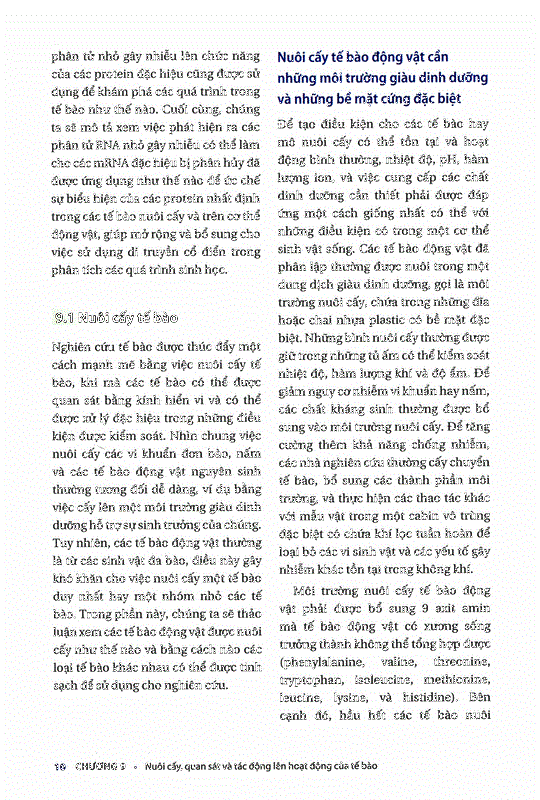 phân tử nhỏ gây nhiễu lên chức năng
của các protein đặc hiệu cũng được sử
dụng để khám phá các quá trình trong
tế bào như thế nào. Cuối cùng, chúng
ta sẽ mô tả xem việc phát hiện ra các
phân tử RNA nhỏ gây nhiễu có thể làm
cho các mRNA đặc hiệu bị phân hủy đã
được ứng dụng như thế nào để ức chế
sự biểu hiện của các protein nhất định
trong các tế bào nuôi cấy và trên cơ thể
động vật, giúp mở rộng và bổ sung cho
việc sử dụng di truyền cổ điển trong
phân tích các quá trình sinh học.
9.1 Nuôi cấy tế bào
Nghiên cứu tế bào được thúc đẩy một
cách mạnh mẽ bằng việc nuôi cấy tế
bào, khi mà các tế bào có thể được
quan sát bằng kính hiển vi và có thể
được xử lý đặc hiệu trong những điều
kiện được kiểm soát. Nhìn chung việc
nuôi cấy các vi khuẩn đơn bào, nấm
và các tế bào động vật nguyên sinh
thường tương đối dễ dàng, ví dụ bằng
việc cấy lên một môi trường giàu dinh
dưỡng hỗ trợ sự sinh trưởng của chúng.
Tuy nhiên, các tế bào động vật thường
là từ các sinh vật đa bào, điều này gây
khó khăn cho việc nuôi cấy một tế bào
duy nhất hay một nhóm nhỏ các tế
bào. Trong phần này, chúng ta sẽ thảo
luận xem các tế bào động vật được nuôi
cấy như thế nào và bằng cách nào các
loại tế bào khác nhau có thể được tinh
sạch để sử dụng cho nghiên cứu.
Nuôi cấy tế bào động vật cần
những môi trường giàu dinh dưỡng
và những bề mặt cứng đặc biệt
Để tạo điều kiện cho các tế bào hay
mô nuôi cấy có thể tồn tại và hoạt
động bình thường, nhiệt độ, pH, hàm
lượng ion, và việc cung cấp các chất
dinh dưỡng cần thiết phải được đáp
ứng một cách giống nhất có thể với
những điều kiện có trong một cơ thể
sinh vật sống. Các tế bào động vật đã
phân lập thường được nuôi trong một
dung dịch giàu dinh dưỡng, gọi là môi
trường nuôi cấy, chứa trong những đĩa
hoặc chai nhựa plastic có bề mặt đặc
biệt. Những bình nuôi cấy thường được
giữ trong những tủ ấm có thể kiểm soát
nhiệt độ, hàm lượng khí và độ ẩm. Để
giảm nguy cơ nhiễm vi khuẩn hay nấm,
các chất kháng sinh thường được bổ
sung vào môi trường nuôi cấy. Để tăng
cường thêm khả năng chống nhiễm,
các nhà nghiên cứu thường cấy chuyển
tế bào, bổ sung các thành phần môi
trường, và thực hiện các thao tác khác
với mẫu vật trong một cabin vô trùng
đặc biệt có chứa khí lọc tuần hoàn để
loại bỏ các vi sinh vật và các yếu tố gây
nhiễm khác tồn tại trong không khí.
Môi trường nuôi cấy tế bào động
vật phải được bổ sung 9 axit amin
mà tế bào động vật có xương sống
trưởng thành không thể tổng hợp được
(phenylalanine, valine, threonine,
tryptophan, isoleucine, methionine,
leucine, lysine, và histidine). Bên
cạnh đó, hầu hết các tế bào nuôi
CHƯƠNG 9 • Nuôi cấy, quan sát và tác động lên hoạt động của tế bào